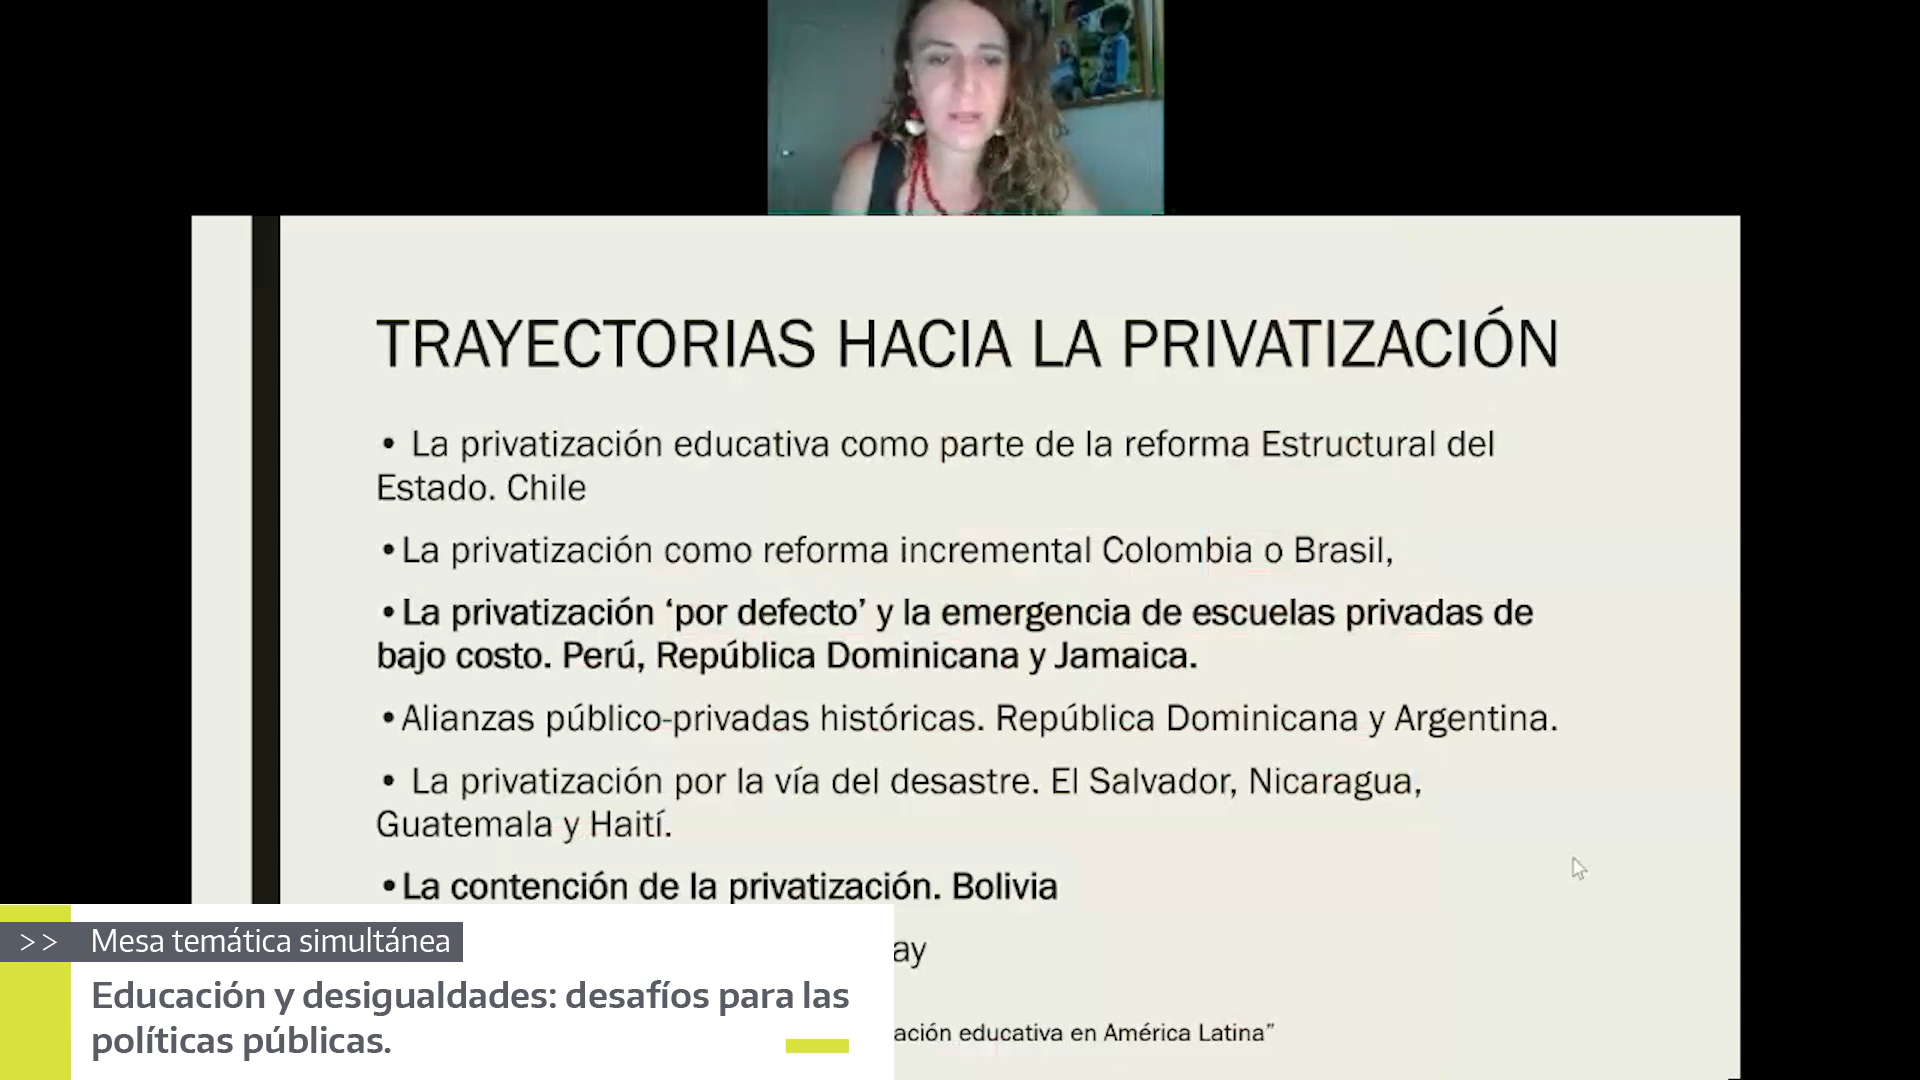 TRAYECTORIAS HACIA LA PRIVATIZACIÓN
• La privatización educativa como parte de la reforma Estructural del
Estado. Chile
•La privatización como reforma incremental Colombia o Brasil,
•La privatización ‘por defecto’ y la emergencia de escuelas privadas de
bajo costo. Perú, República Dominicana y Jamaica.
•Alianzas público-privadas históricas. República Dominicana y Argentina.
• La privatización por la vía del desastre. El Salvador, Nicaragua,
Guatemala y Haití.
•La contención de la privatización. Bolivia
ay
ación educativa en América Latina”
>> Mesa temática simultánea
Educación y desigualdades: desafíos para las
políticas públicas.